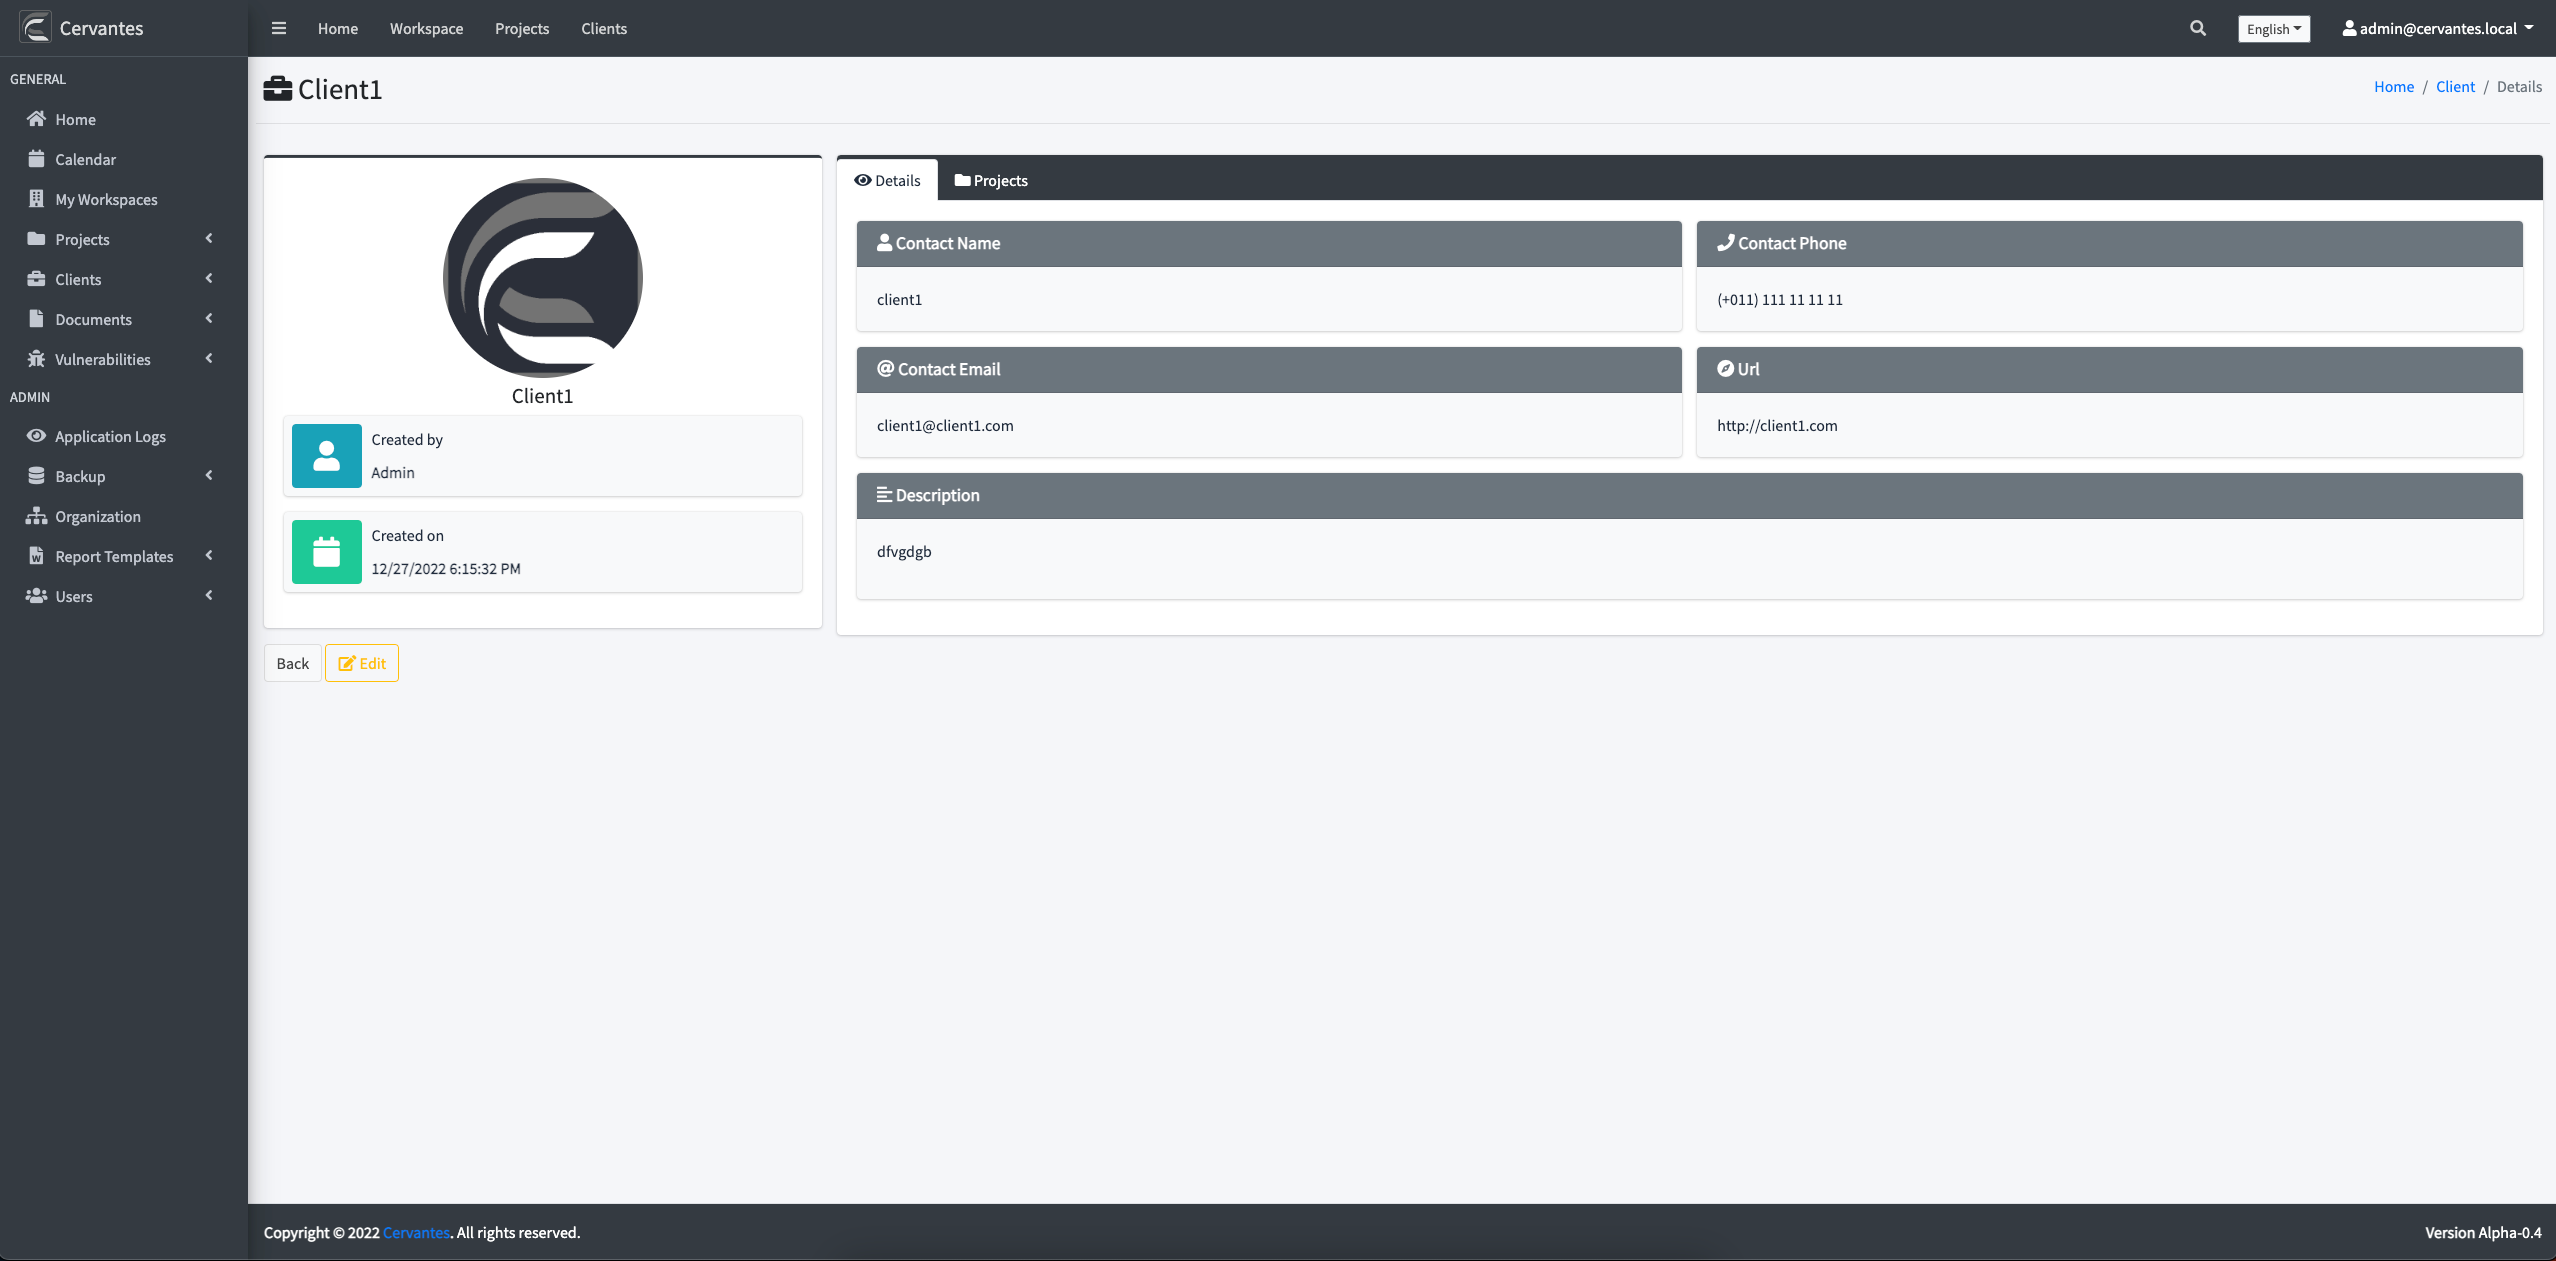 Cervantes
Home Workspace Projects Clients
English admin@cervantes.local
GENERAL
Home
Calendar
My Workspaces
Projects
Clients
Documents
Vulnerabilities
ADMIN
Application Logs
Backup
Organization
Report Templates
Users
Client1
Home / Client / Details
Client1
Created by
Admin
Created on
12/27/2022 6:15:32 PM
Details Projects
Contact Name
client1
Contact Phone
(+011) 111 11 11 11
Contact Email
client1@client1.com
Url
http://client1.com
Description
dfvgdgb
Back Edit
Copyright © 2022 Cervantes. All rights reserved.
Version Alpha-0.4